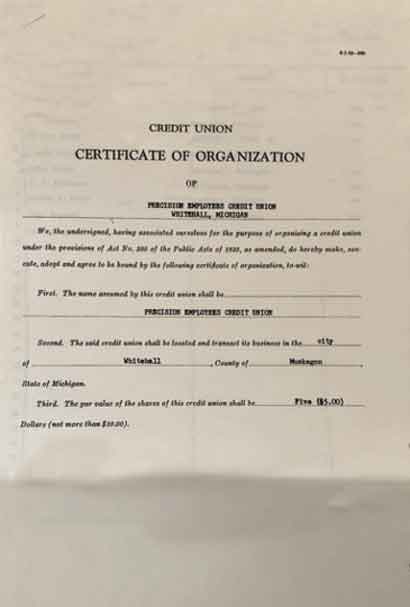 CREDIT UNION
CERTIFICATE OF ORGANIZATION
OF
PRECISION EMPLOYEES CREDIT UNION
WHITEHALL, MICHIGAN
We, the undersigned, having associated ourselves for the purpose of organizing a credit union
under the provisions of Act No. 285 of the Public Acts of 1925, as amended, do hereby make, exe-
cute, adopt and agree to be bound by the following certificate of organization, to-wit:
First. The name assumed by this credit union shall be
PRECISION EMPLOYEES CREDIT UNION
Second. The said credit union shall be located and transact its business in the city
of Whitehall, County of Muskegon,
State of Michigan.
Third. The par value of the shares of this credit union shall be Five ($5.00)
Dollars (not more than $10.00).